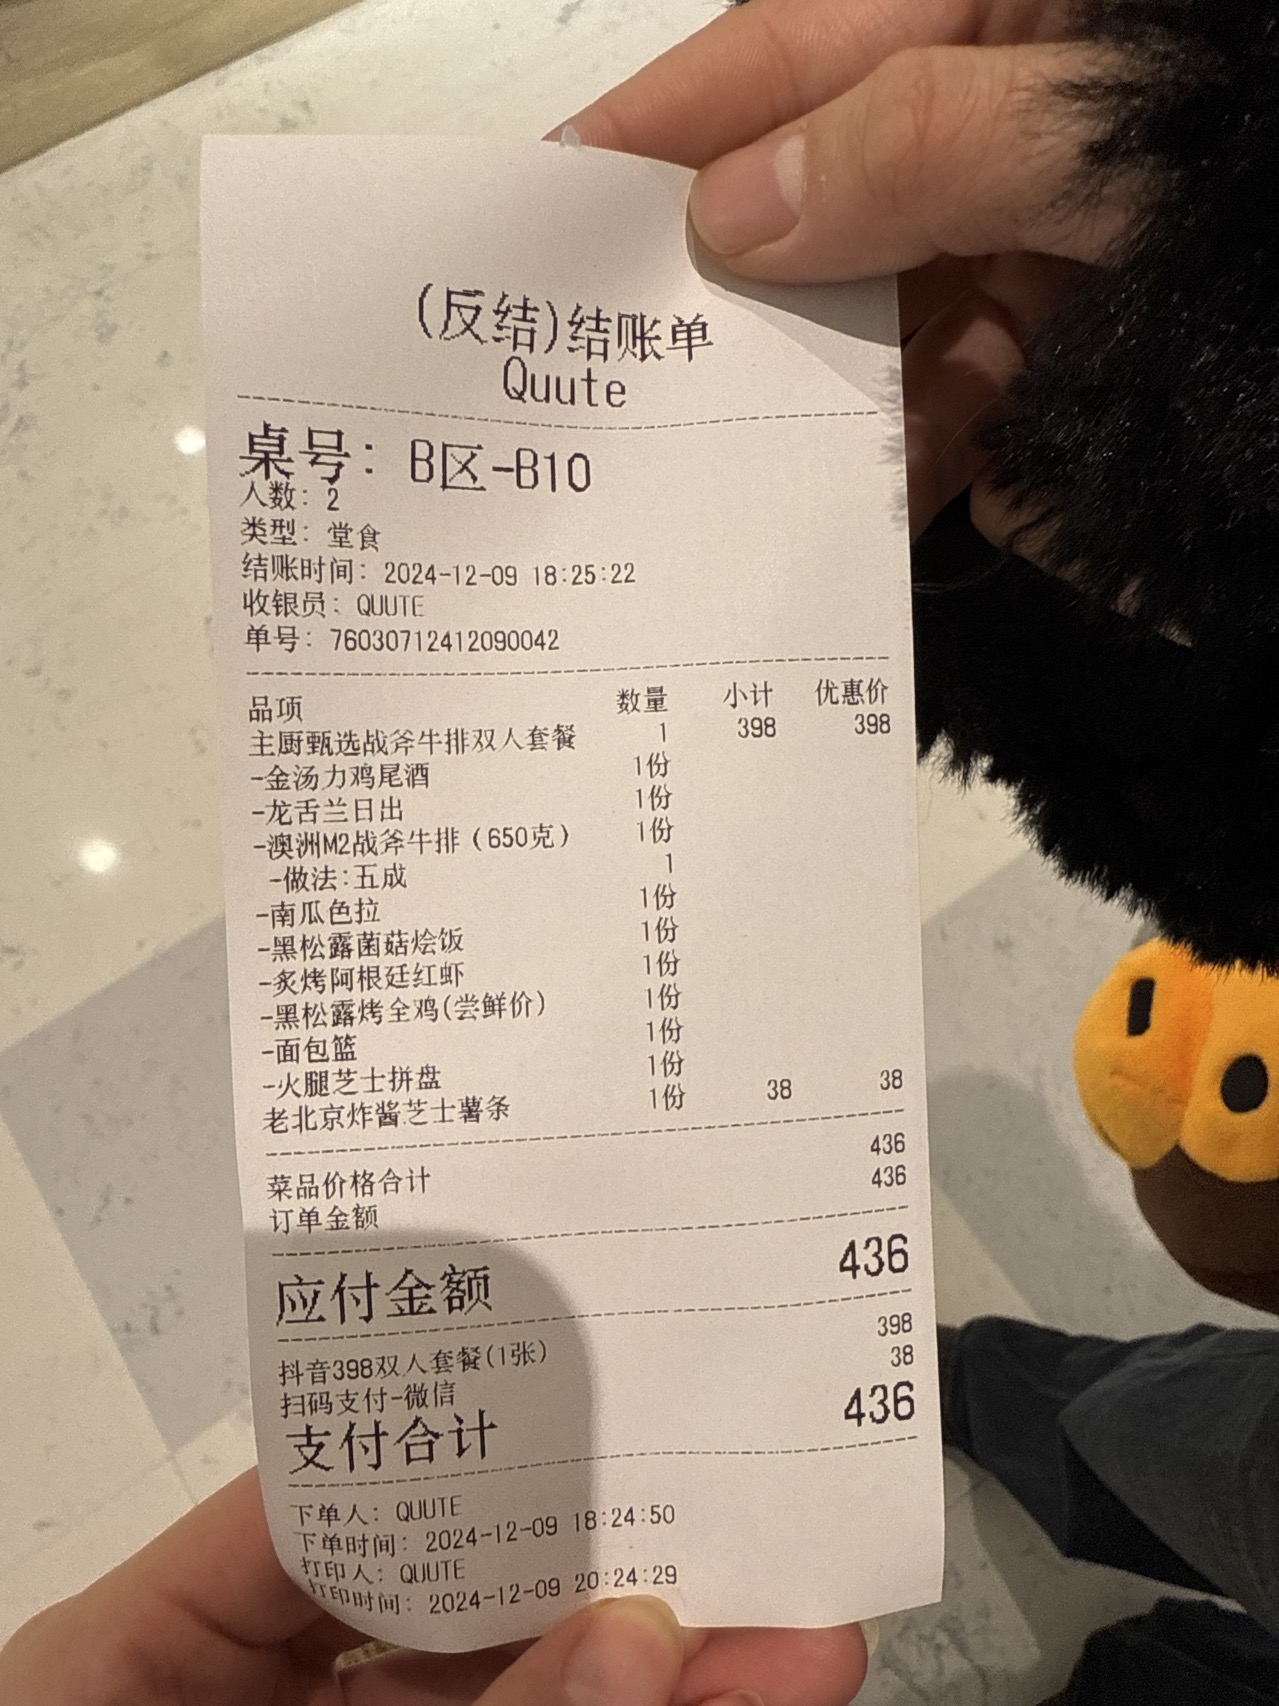 (反结)结账单
Quute
桌号: B区-B10
人数: 2
类型: 堂食
结账时间: 2024-12-09 18:25:22
收银员: QUUTE
单号: 76030712412090042
品项 数量 小计 优惠价
主厨甄选战斧牛排双人套餐 1 398 398
-金汤力鸡尾酒 1份
-龙舌兰日出 1份
-澳洲M2战斧牛排(650克) 1份
-做法:五成 1
-南瓜色拉 1份
-黑松露菌菇烩饭 1份
-炙烤阿根廷红虾 1份
-黑松露烤全鸡(尝鲜价) 1份
-面包篮 1份
-火腿芝士拼盘 1份
老北京炸酱芝士薯条 1份 38 38
菜品价格合计 436
订单金额 436
应付金额 436
抖音398双人套餐(1张) 398
扫码支付-微信 38
支付合计 436
下单人: QUUTE
下单时间: 2024-12-09 18:24:50
打印人: QUUTE
打印时间: 2024-12-09 20:24:29